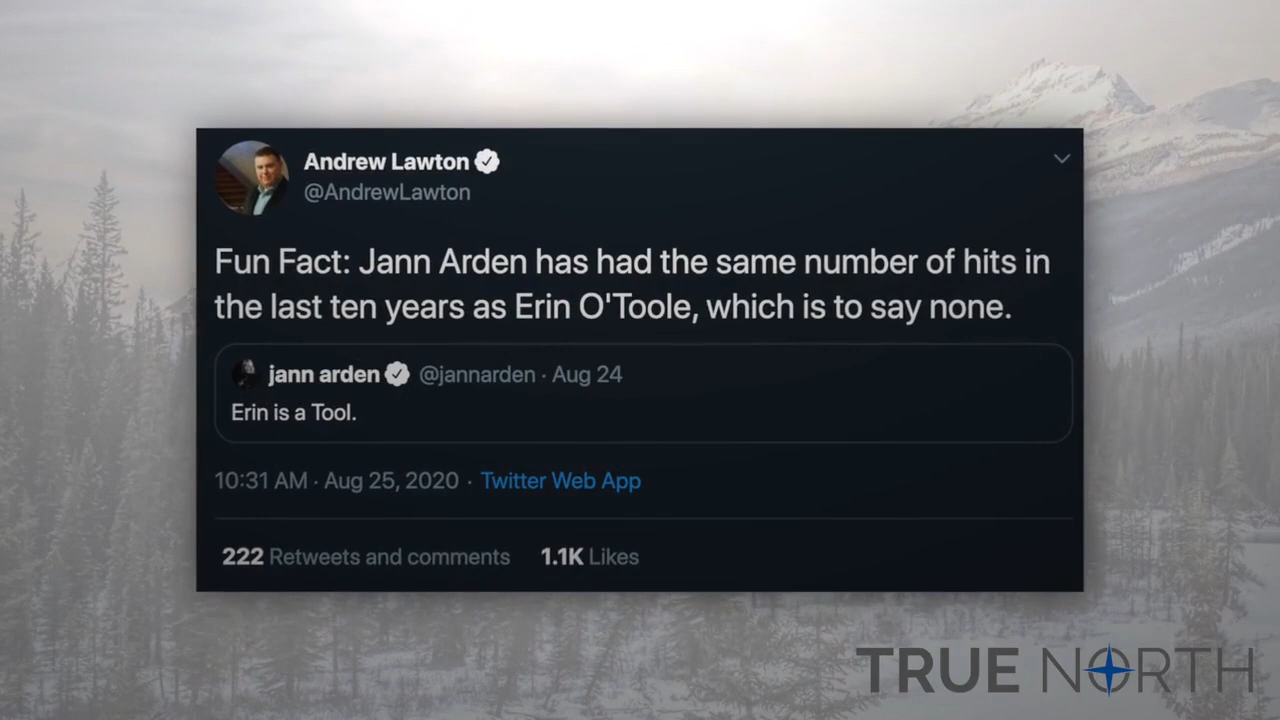 Andrew Lawton
@AndrewLawton
Fun Fact: Jann Arden has had the same number of hits in
the last ten years as Erin O'Toole, which is to say none.
jann arden @jannarden · Aug 24
Erin is a Tool.
10:31 AM · Aug 25, 2020 · Twitter Web App
222 Retweets and comments 1.1K Likes
TRUE NORTH